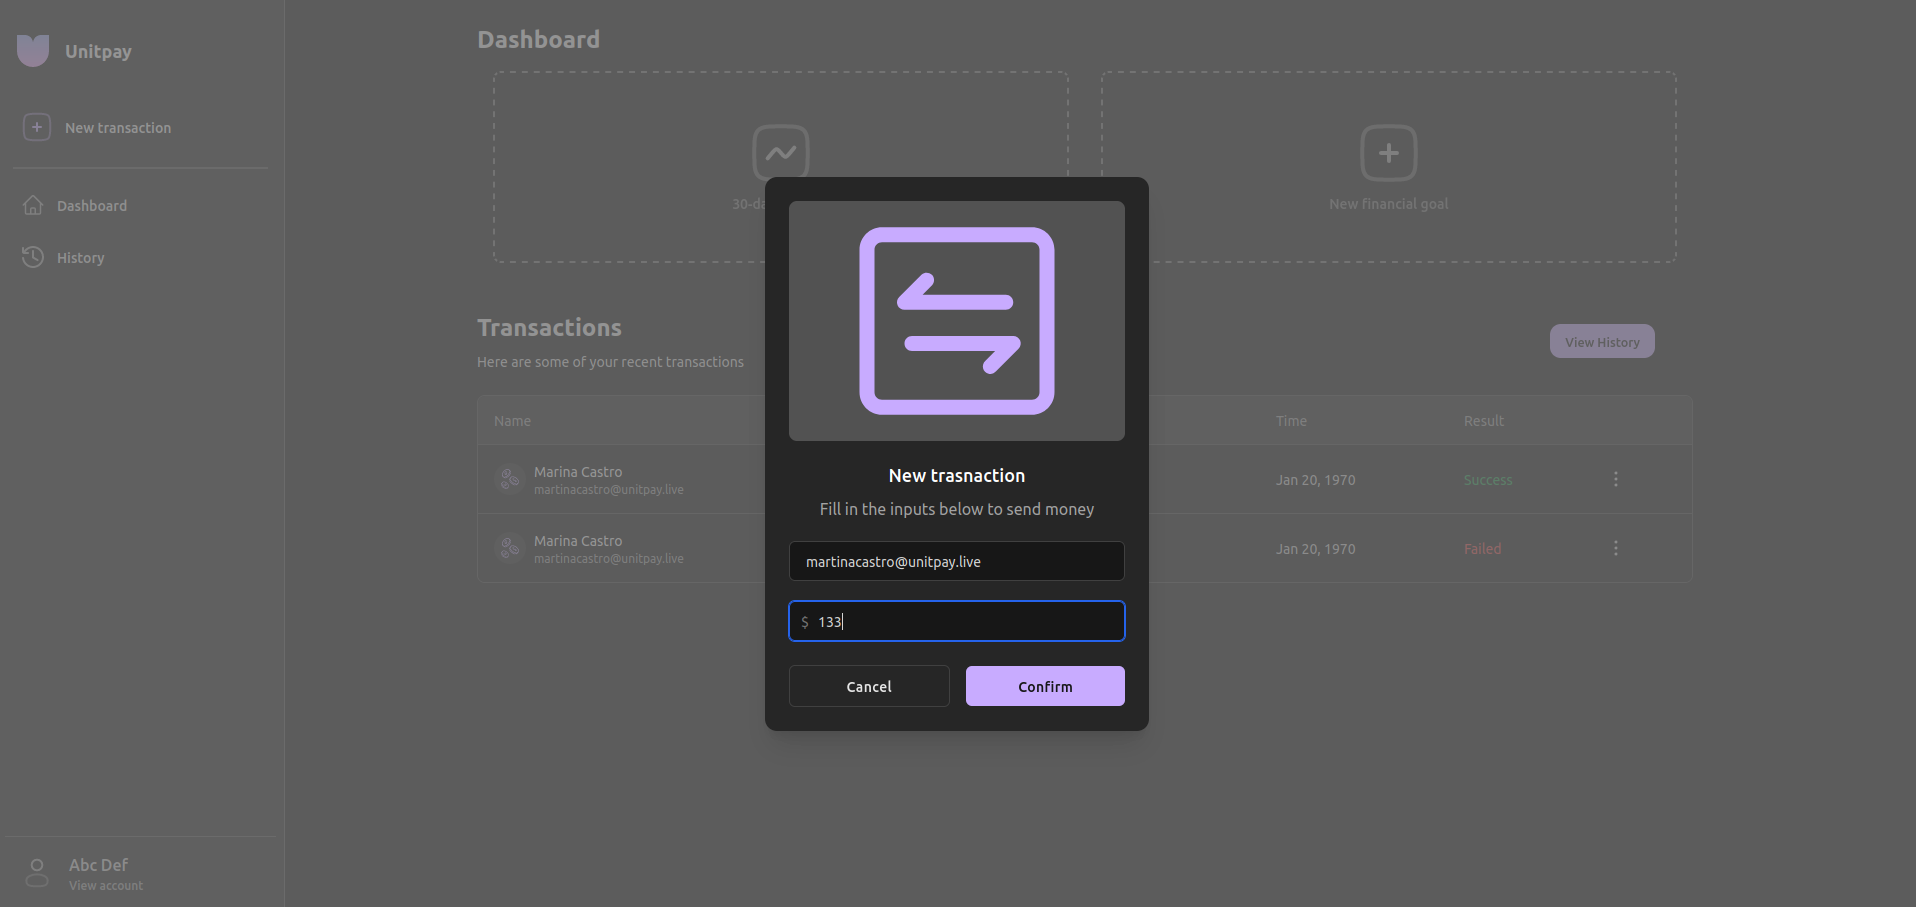 Unitpay
New transaction
Dashboard
History
Abc Def
View account
Dashboard
New financial goal
Transactions
Here are some of your recent transactions
View History
Name
Time
Result
Marina Castro
martinacastro@unitpay.live
Jan 20, 1970
Success
Marina Castro
martinacastro@unitpay.live
Jan 20, 1970
Failed
New trasnaction
Fill in the inputs below to send money
martinacastro@unitpay.live
$ 133
Cancel
Confirm